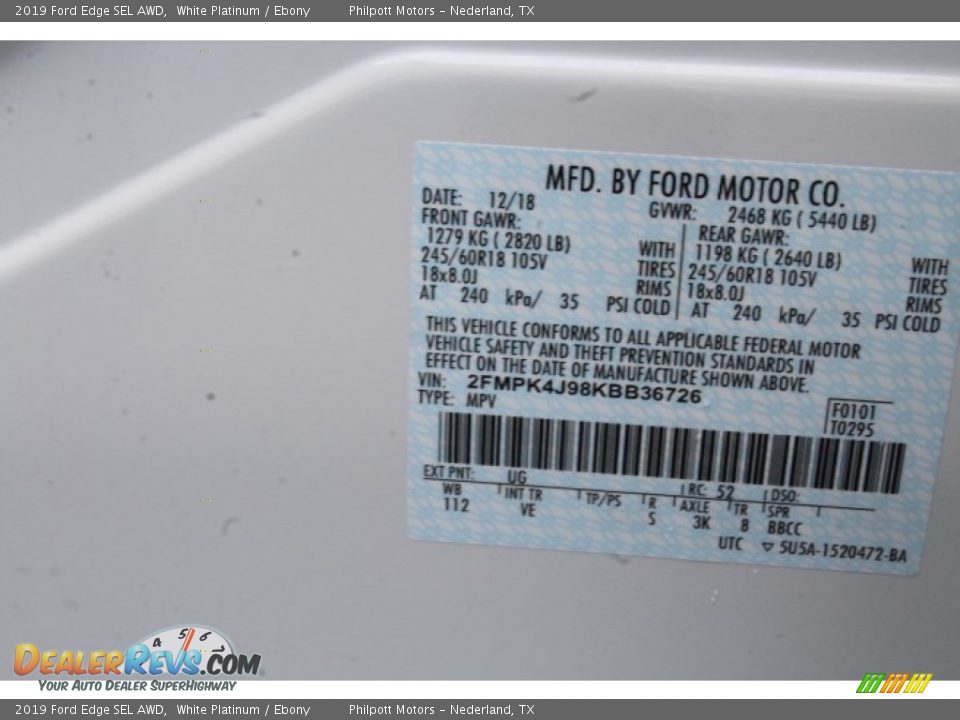 2019 Ford Edge SEL AWD, White Platinum / Ebony Philpott Motors - Nederland, TX
MFD. BY FORD MOTOR CO.
DATE: 12/18 GVWR: 2468 KG ( 5440 LB)
FRONT GAWR: REAR GAWR:
1279 KG ( 2820 LB) WITH 1198 KG ( 2640 LB) WITH
245/60R18 105V TIRES 245/60R18 105V TIRES
18x8.0J RIMS 18x8.0J RIMS
AT 240 kPa/ 35 PSI COLD AT 240 kPa/ 35 PSI COLD
THIS VEHICLE CONFORMS TO ALL APPLICABLE FEDERAL MOTOR
VEHICLE SAFETY AND THEFT PREVENTION STANDARDS IN
EFFECT ON THE DATE OF MANUFACTURE SHOWN ABOVE.
VIN: 2FMPK4J98KBB36726
TYPE: MPV F0101
T0295
EXT PNT: UG RC: 52 DSO:
WB INT TR TP/PS R AXLE TR SPR
112 VE S 3K 8 BBCC
UTC ▽ 5U5A-1520472-BA
4 5 6 7
DEALERREVS.COM
YOUR AUTO DEALER SUPERHIGHWAY
2019 Ford Edge SEL AWD, White Platinum / Ebony Philpott Motors - Nederland, TX